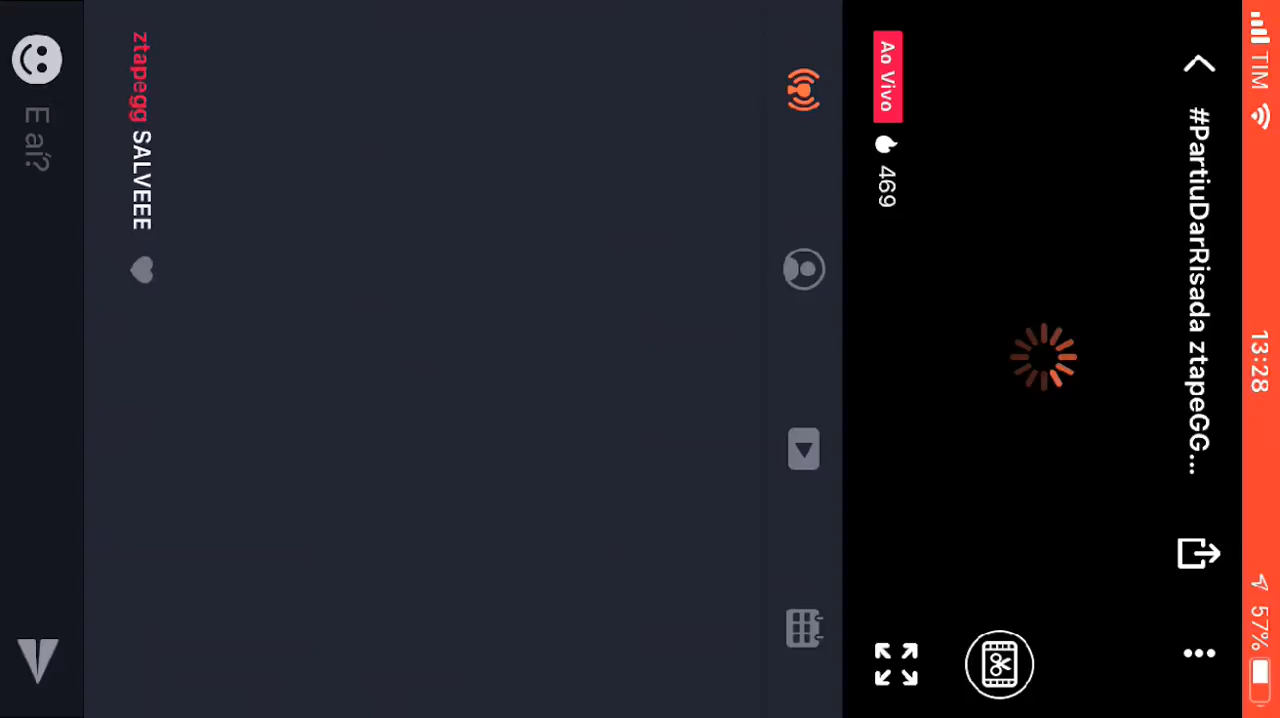 TIM
13:28
57%
#PartiuDarRisada ztapeGG...
Ao Vivo
469
ztapegg SALVEEE
E aí?